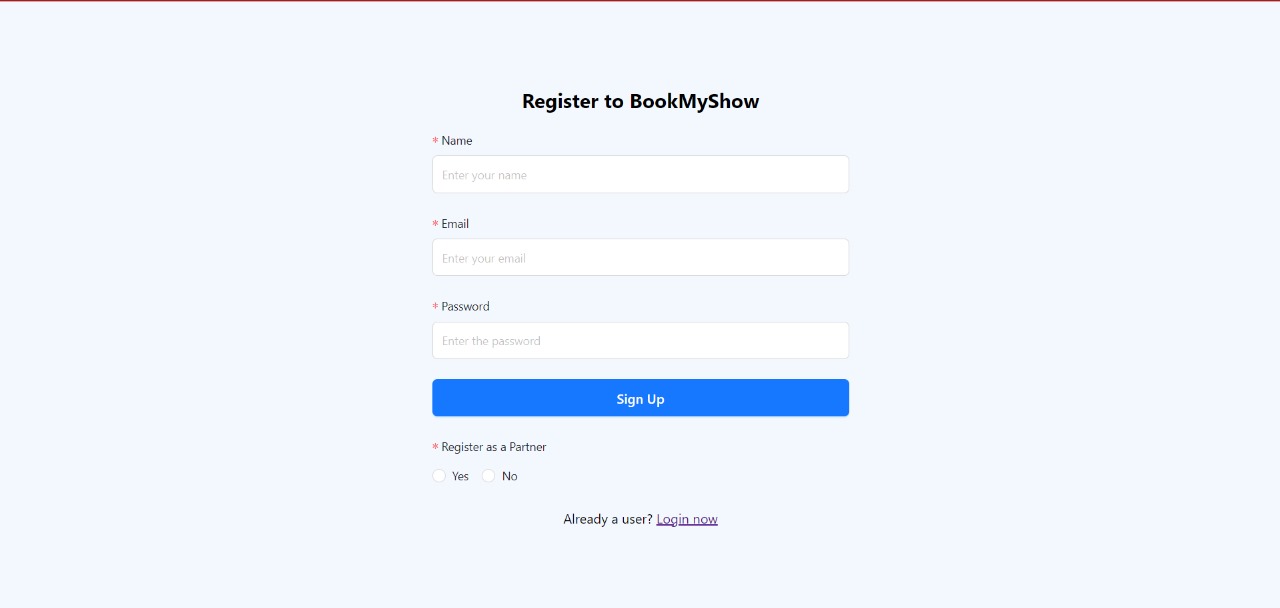 Register to BookMyShow
* Name
Enter your name
* Email
Enter your email
* Password
Enter the password
Sign Up
* Register as a Partner
Yes No
Already a user? Login now